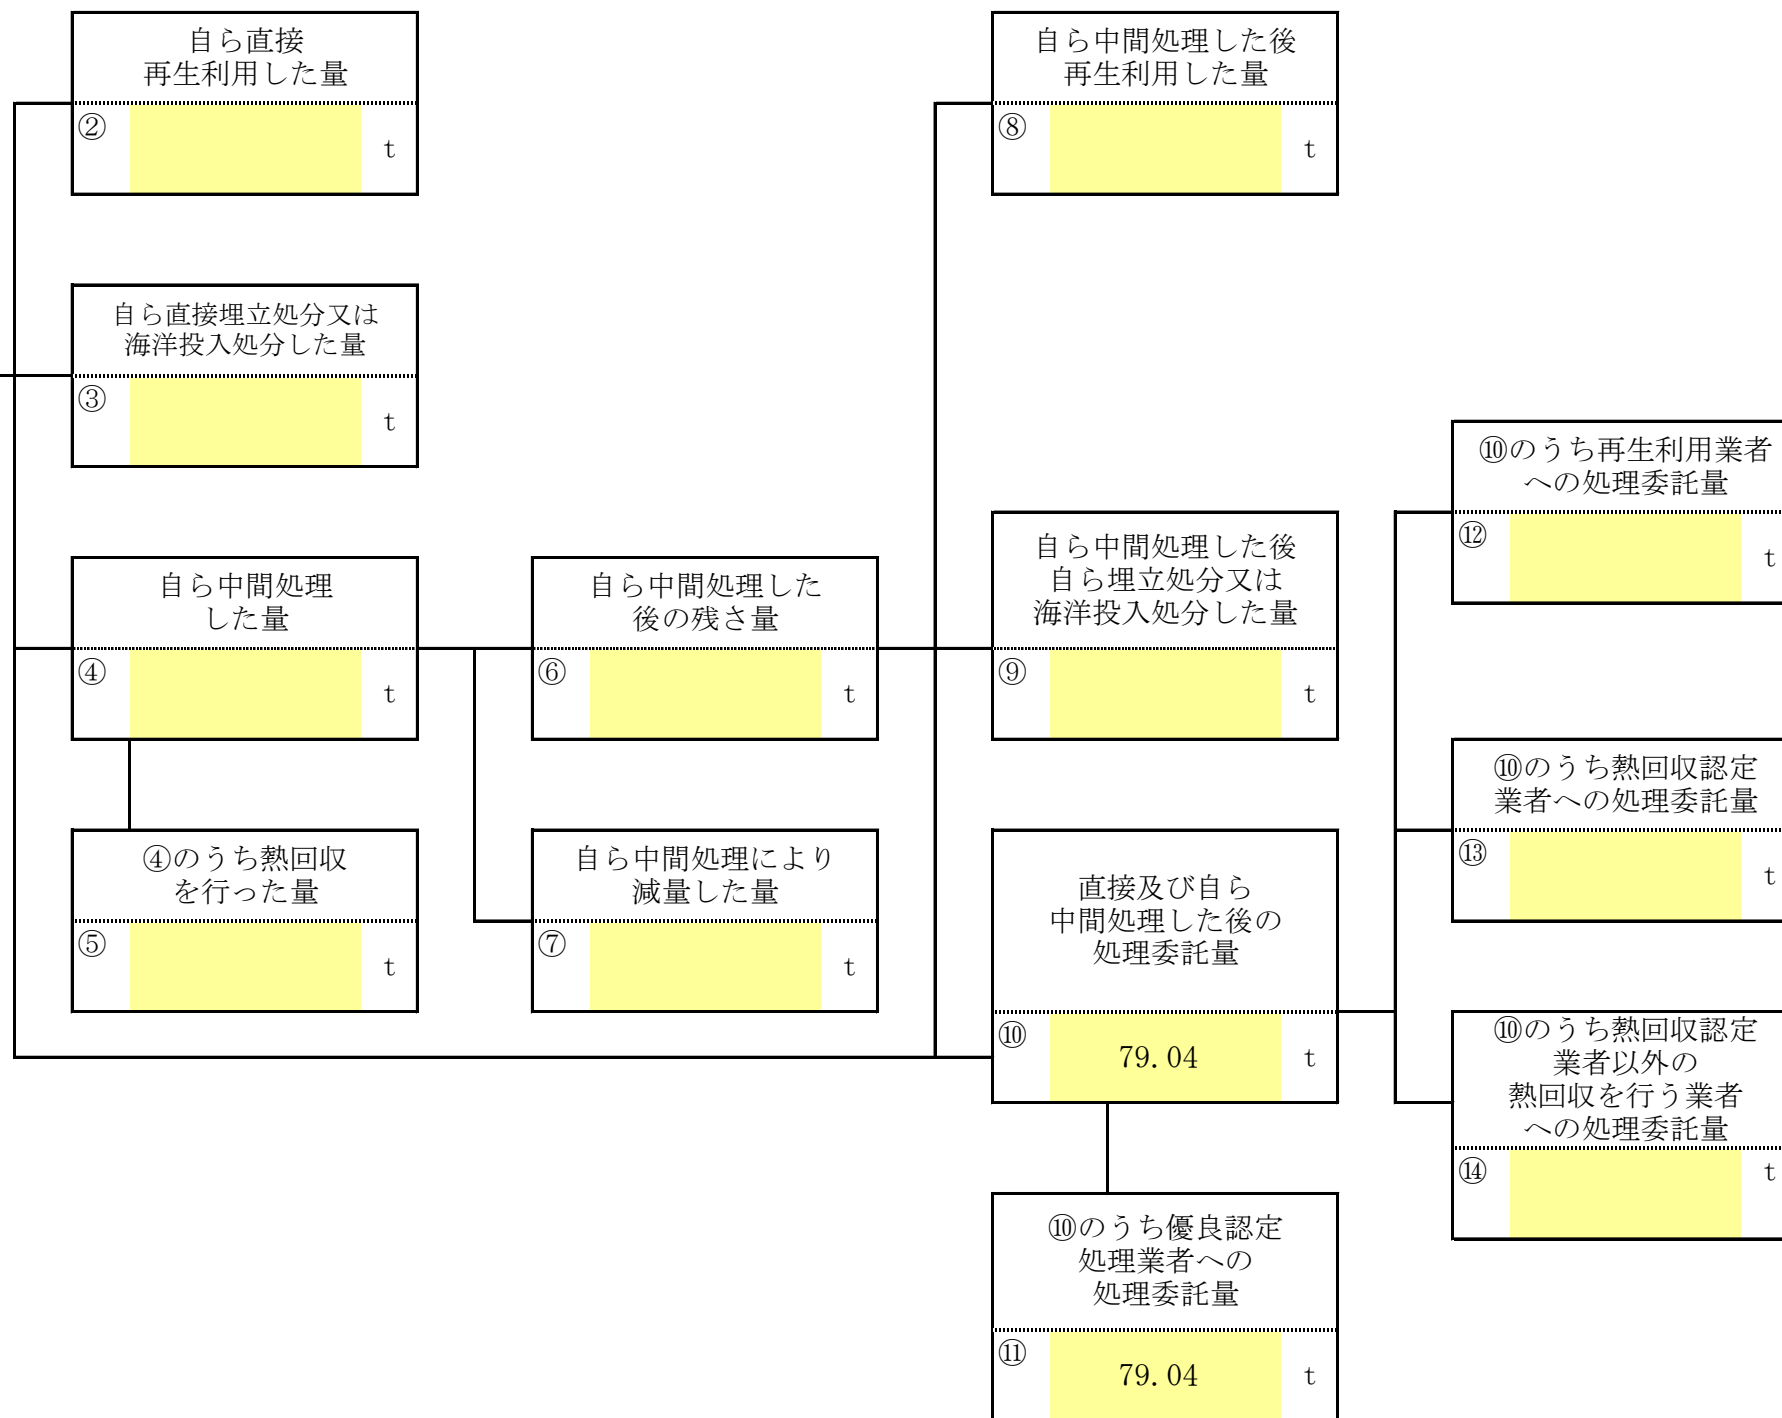 自ら直接
再生利用した量
②
t
自ら中間処理した後
再生利用した量
⑧
t
自ら直接埋立処分又は
海洋投入処分した量
③
t
⑩のうち再生利用業者
への処理委託量
⑫
t
自ら中間処理
した量
④
t
自ら中間処理した
後の残さ量
⑥
t
自ら中間処理した後
自ら埋立処分又は
海洋投入処分した量
⑨
t
⑩のうち熱回収認定
業者への処理委託量
⑬
t
④のうち熱回収
を行った量
⑤
t
自ら中間処理により
減量した量
⑦
t
直接及び自ら
中間処理した後の
処理委託量
⑩
79.04 t
⑩のうち熱回収認定
業者以外の
熱回収を行う業者
への処理委託量
⑭
t
⑩のうち優良認定
処理業者への
処理委託量
⑪
79.04 t